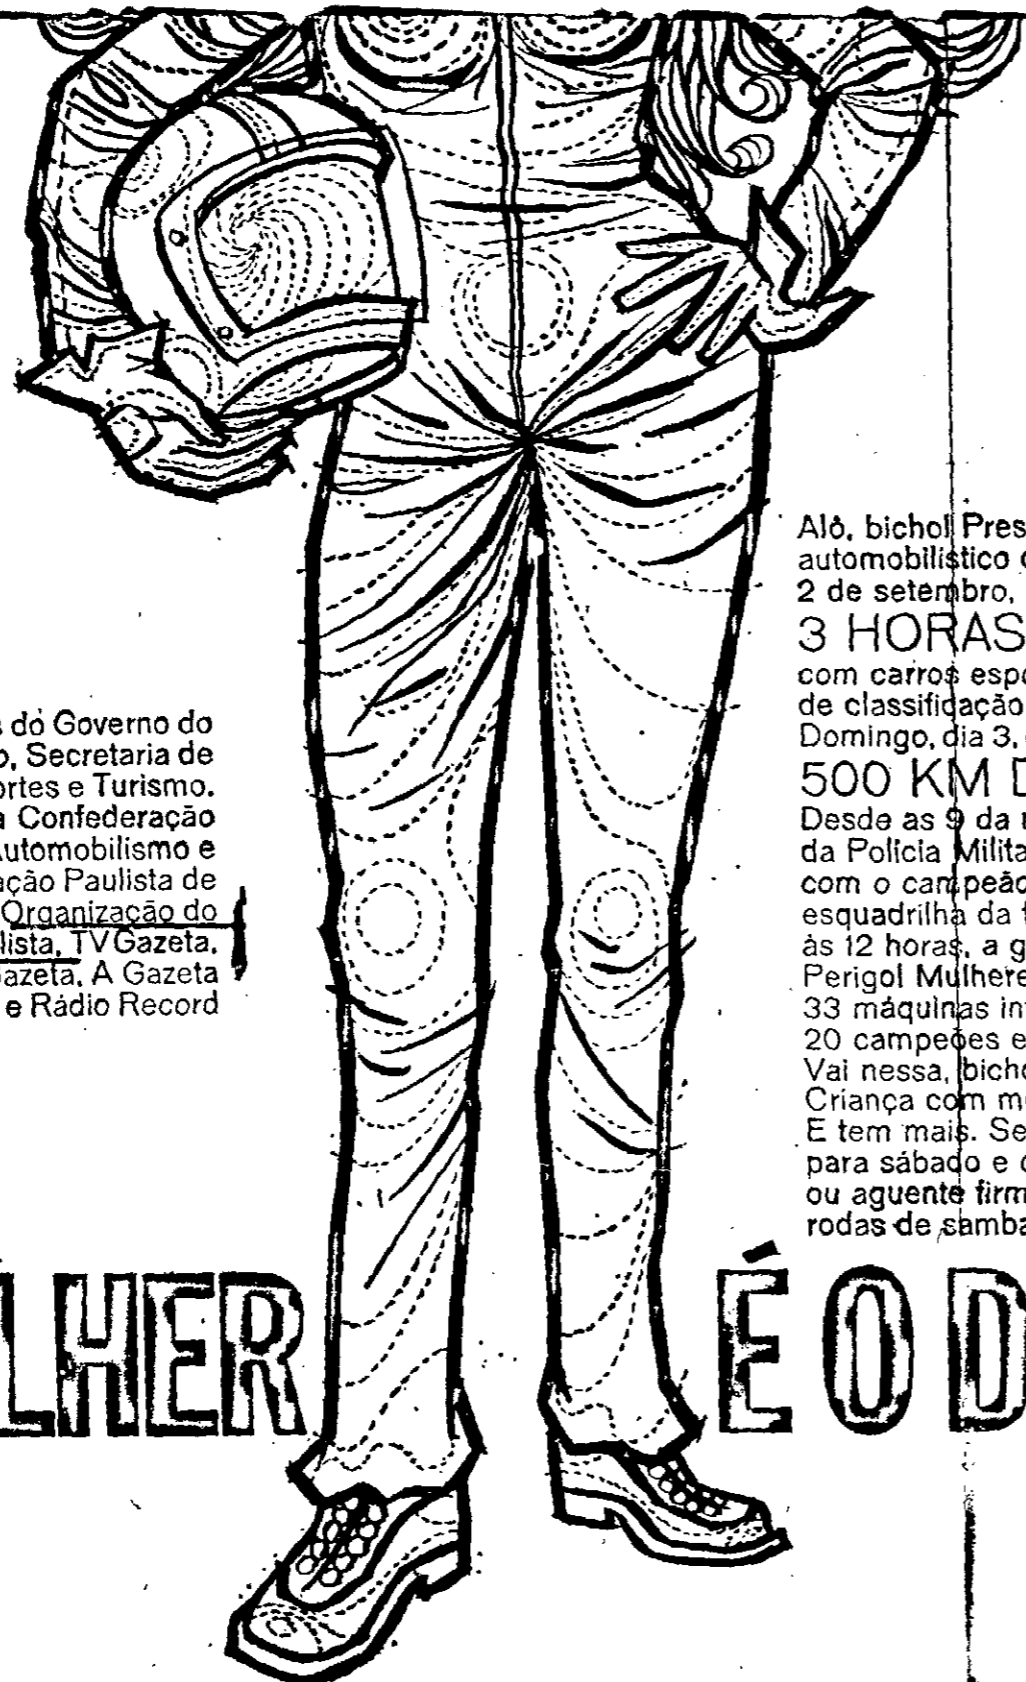 s do Governo do
o, Secretaria de
ortes e Turismo.
a Confederação
Automobilismo e
ação Paulista de
Organização do
lista, TV Gazeta,
Gazeta, A Gazeta
e Rádio Record
Alô, bicho! Pres
automobilístico
2 de setembro,
3 HORAS
com carros espo
de classificação
Domingo, dia 3,
500 KM D
Desde as 9 da
da Polícia Milita
com o campeão
esquadrilha da
às 12 horas, a g
Perigo! Mulhere
33 máquinas in
20 campeões e
Vai nessa, bicho
Criança com m
E tem mais. Se
para sábado e
ou aguente firm
rodas de samba
LHER É O D